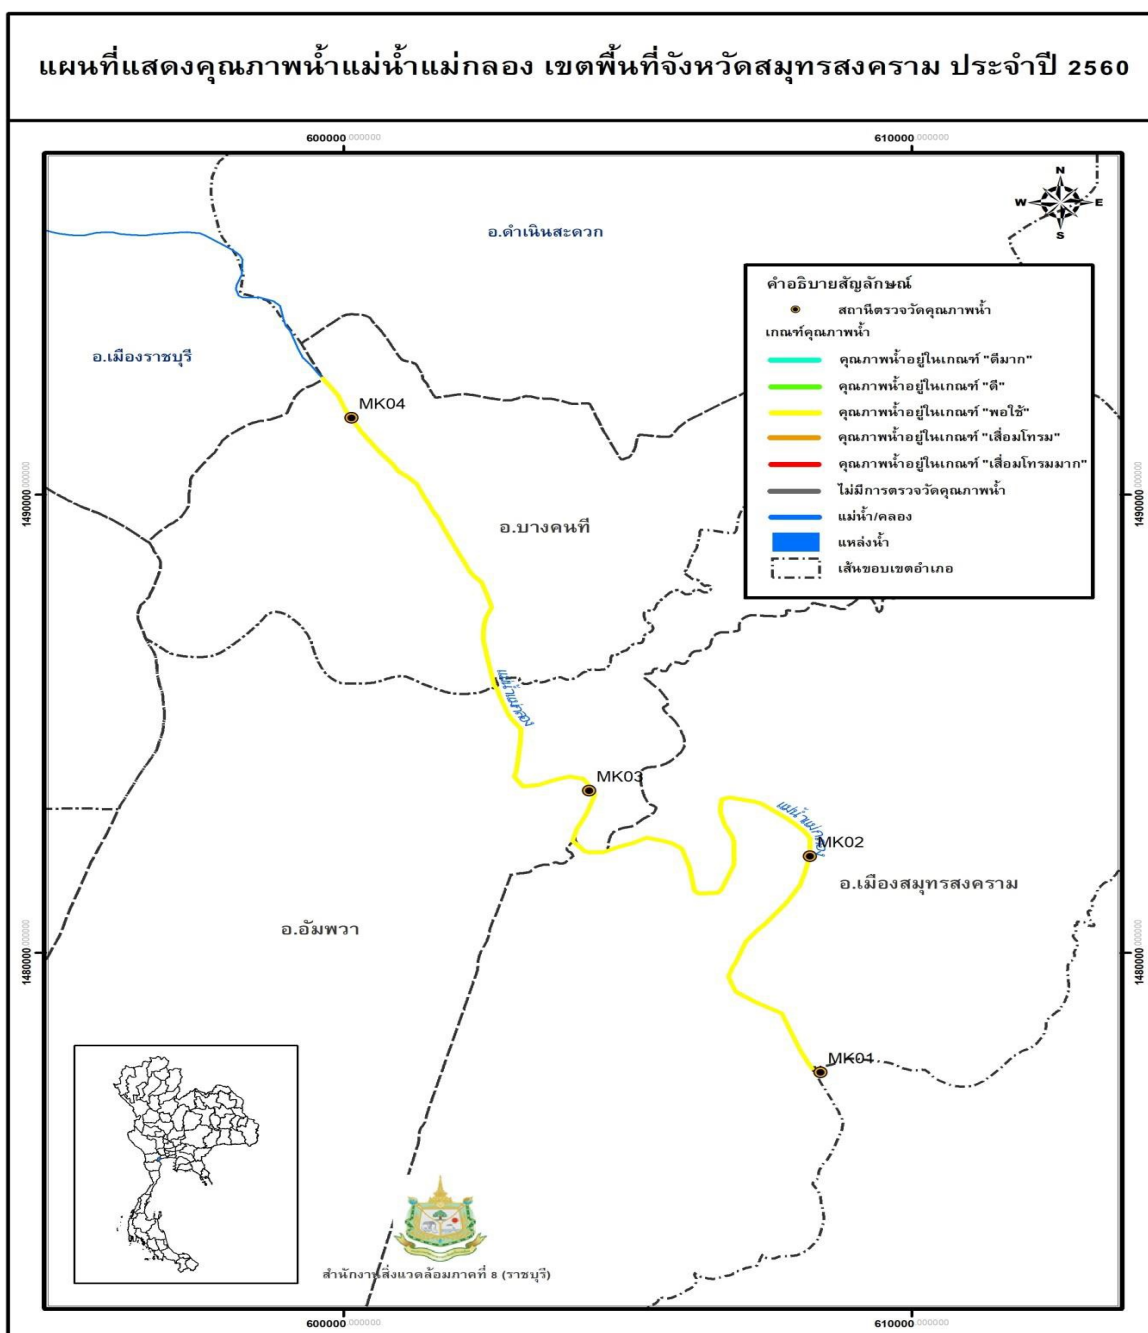 แผนที่แสดงคุณภาพน้ำแม่น้ำแม่กลอง เขตพื้นที่จังหวัดสมุทรสงคราม ประจำปี 2560
600000.000000
610000.000000
N
W E
S
อ.ดำเนินสะดวก
คำอธิบายสัญลักษณ์
สถานีตรวจวัดคุณภาพน้ำ
เกณฑ์คุณภาพน้ำ
คุณภาพน้ำอยู่ในเกณฑ์ "ดีมาก"
คุณภาพน้ำอยู่ในเกณฑ์ "ดี"
คุณภาพน้ำอยู่ในเกณฑ์ "พอใช้"
คุณภาพน้ำอยู่ในเกณฑ์ "เสื่อมโทรม"
คุณภาพน้ำอยู่ในเกณฑ์ "เสื่อมโทรมมาก"
ไม่มีการตรวจวัดคุณภาพน้ำ
แม่น้ำ/คลอง
แหล่งน้ำ
เส้นขอบเขตอำเภอ
อ.เมืองราชบุรี
MK04
1490000.000000
1490000.000000
อ.บางคนที
แม่น้ำแม่กลอง
MK03
แม่น้ำแม่กลอง
MK02
อ.เมืองสมุทรสงคราม
อ.อัมพวา
1480000.000000
1480000.000000
MK01
สำนักงานสิ่งแวดล้อมภาคที่ 8 (ราชบุรี)
600000.000000
610000.000000